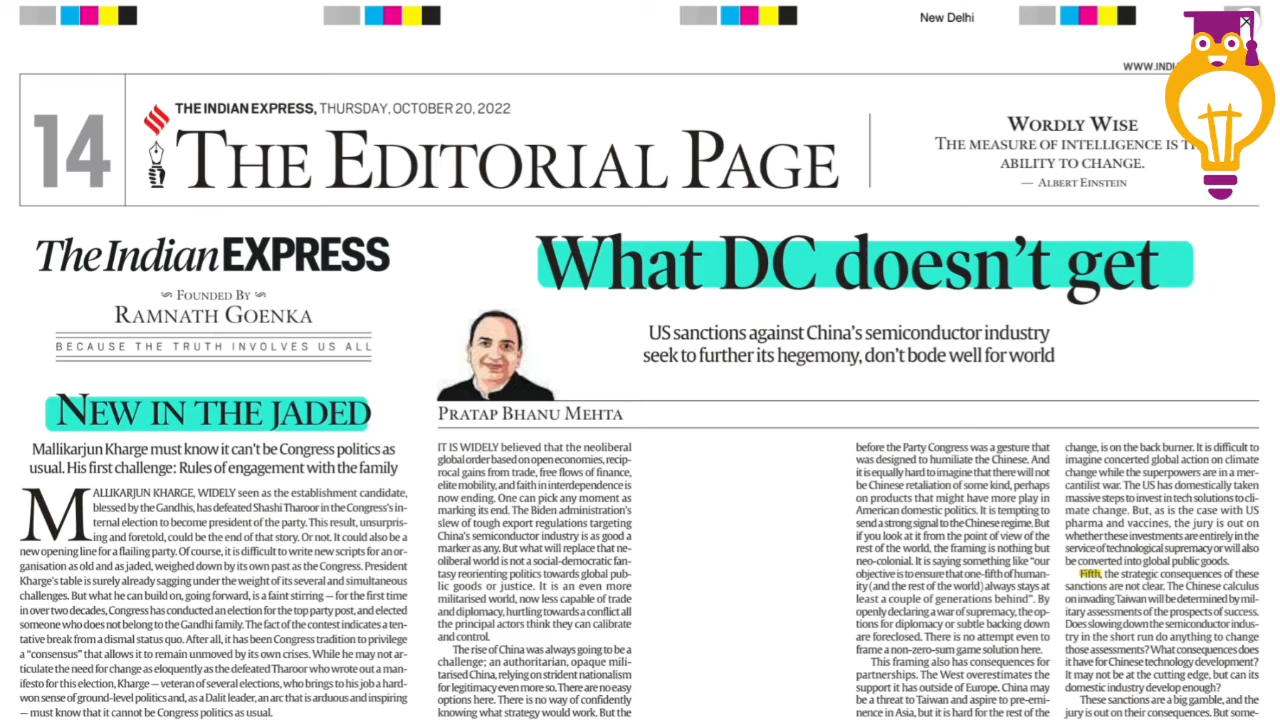 New Delhi
WWW.INDI
14
THE INDIAN EXPRESS, THURSDAY, OCTOBER 20, 2022
THE EDITORIAL PAGE
WORDLY WISE
THE MEASURE OF INTELLIGENCE IS
ABILITY TO CHANGE.
— ALBERT EINSTEIN
The Indian EXPRESS
FOUNDED BY
RAMNATH GOENKA
BECAUSE THE TRUTH INVOLVES US ALL
NEW IN THE JADED
Mallikarjun Kharge must know it can't be Congress politics as
usual. His first challenge: Rules of engagement with the family
MALLIKARJUN KHARGE, WIDELY seen as the establishment candidate,
blessed by the Gandhis, has defeated Shashi Tharoor in the Congress's in-
ternal election to become president of the party. This result, unsurpris-
ing and foretold, could be the end of that story. Or not. It could also be a
new opening line for a flailing party. Of course, it is difficult to write new scripts for an or-
ganisation as old and as jaded, weighed down by its own past as the Congress. President
Kharge's table is surely already sagging under the weight of its several and simultaneous
challenges. But what he can build on, going forward, is a faint stirring — for the first time
in over two decades, Congress has conducted an election for the top party post, and elected
someone who does not belong to the Gandhi family. The fact of the contest indicates a ten-
tative break from a dismal status quo. After all, it has been Congress tradition to privilege
a "consensus" that allows it to remain unmoved by its own crises. While he may not ar-
ticulate the need for change as eloquently as the defeated Tharoor who wrote out a man-
ifesto for this election, Kharge — veteran of several elections, who brings to his job a hard-
won sense of ground-level politics and, as a Dalit leader, an arc that is arduous and inspiring
— must know that it cannot be Congress politics as usual.
What DC doesn't get
US sanctions against China's semiconductor industry
seek to further its hegemony, don't bode well for world
PRATAP BHANU MEHTA
IT IS WIDELY believed that the neoliberal
global order based on open economies, recip-
rocal gains from trade, free flows of finance,
elite mobility, and faith in interdependence is
now ending. One can pick any moment as
marking its end. The Biden administration's
slew of tough export regulations targeting
China's semiconductor industry is as good a
marker as any. But what will replace that ne-
oliberal world is not a social-democratic fan-
tasy reorienting politics towards global pub-
lic goods or justice. It is an even more
militarised world, now less capable of trade
and diplomacy, hurtling towards a conflict all
the principal actors think they can calibrate
and control.
The rise of China was always going to be a
challenge; an authoritarian, opaque mili-
tarised China, relying on strident nationalism
for legitimacy even more so. There are no easy
options here. There is no way of confidently
knowing what strategy would work. But the
before the Party Congress was a gesture that
was designed to humiliate the Chinese. And
it is equally hard to imagine that there will not
be Chinese retaliation of some kind, perhaps
on products that might have more play in
American domestic politics. It is tempting to
send a strong signal to the Chinese regime. But
if you look at it from the point of view of the
rest of the world, the framing is nothing but
neo-colonial. It is saying something like "our
objective is to ensure that one-fifth of human-
ity (and the rest of the world) always stays at
least a couple of generations behind". By
openly declaring a war of supremacy, the op-
tions for diplomacy or subtle backing down
are foreclosed. There is no attempt even to
frame a non-zero-sum game solution here.
This framing also has consequences for
partnerships. The West overestimates the
support it has outside of Europe. China may
be a threat to Taiwan and aspire to pre-emi-
nence in Asia, but it is hard for the rest of the
change, is on the back burner. It is difficult to
imagine concerted global action on climate
change while the superpowers are in a mer-
cantilist war. The US has domestically taken
massive steps to invest in tech solutions to cli-
mate change. But, as is the case with US
pharma and vaccines, the jury is out on
whether these investments are entirely in the
service of technological supremacy or will also
be converted into global public goods.
Fifth, the strategic consequences of these
sanctions are not clear. The Chinese calculus
on invading Taiwan will be determined by mil-
itary assessments of the prospects of success.
Does slowing down the semiconductor indus-
try in the short run do anything to change
those assessments? What consequences does
it have for Chinese technology development?
It may not be at the cutting edge, but can its
domestic industry develop enough?
These sanctions are a big gamble, and the
jury is out on their consequences. But some-